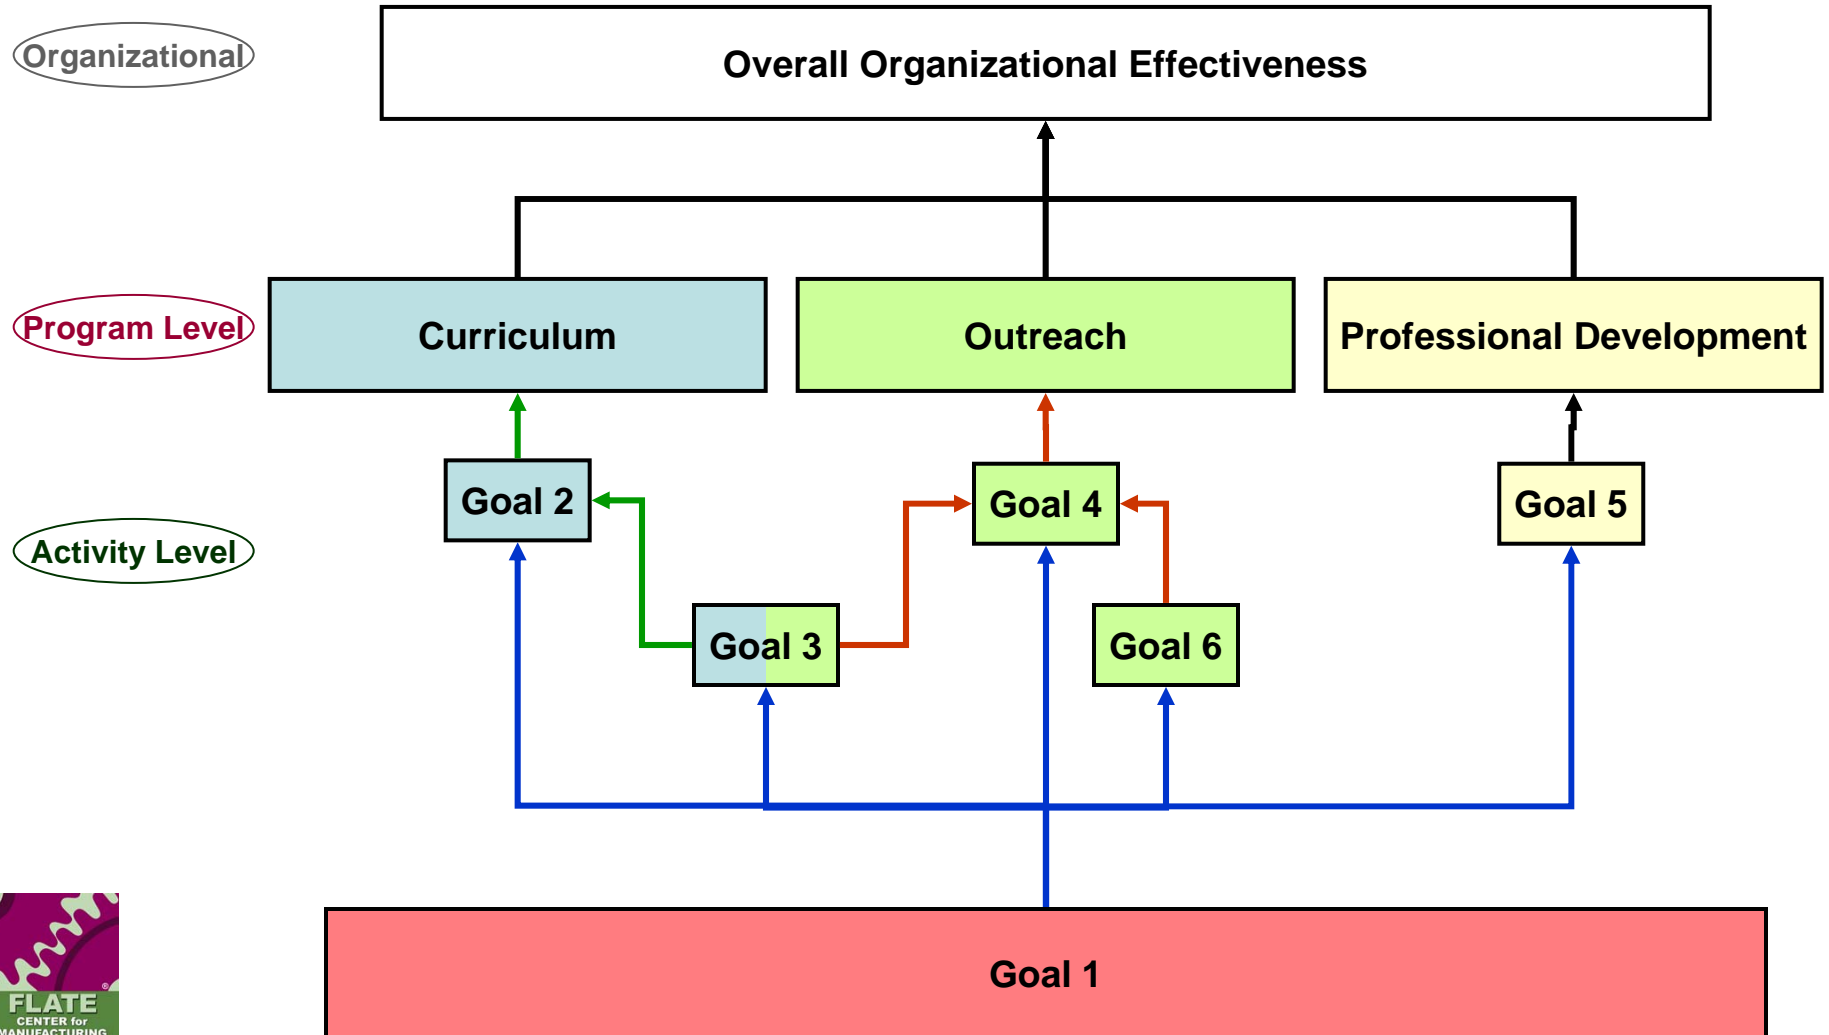 Organizational
Overall Organizational Effectiveness
Program Level
Curriculum
Outreach
Professional Development
Activity Level
Goal 2
Goal 4
Goal 5
Goal 3
Goal 6
Goal 1
®
FLATE
CENTER for
MANUFACTURING